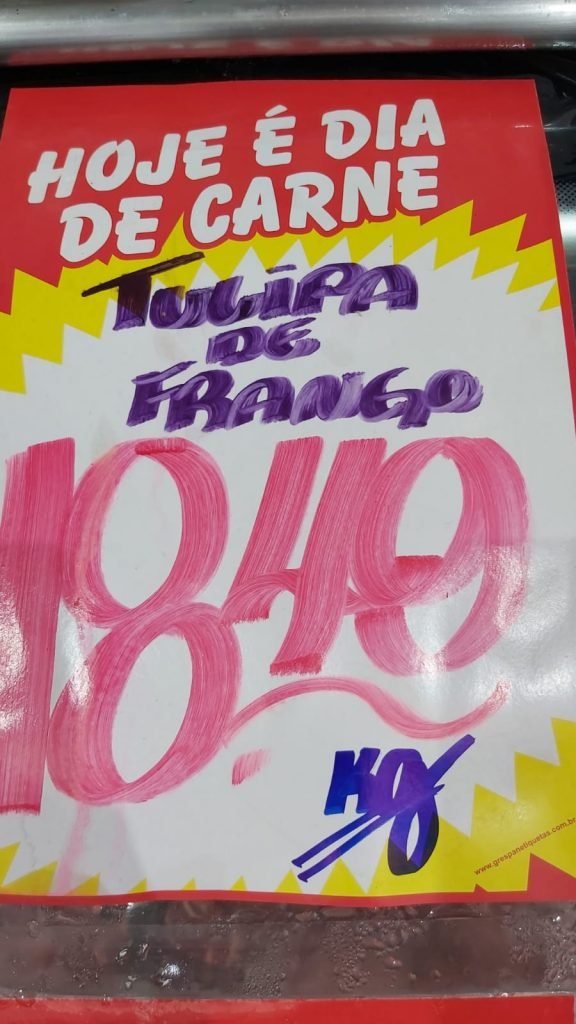 HOJE É DIA
DE CARNE
TULIPA
DE
FRANGO
18.49
KG
www.grespanetiquetas.com.br